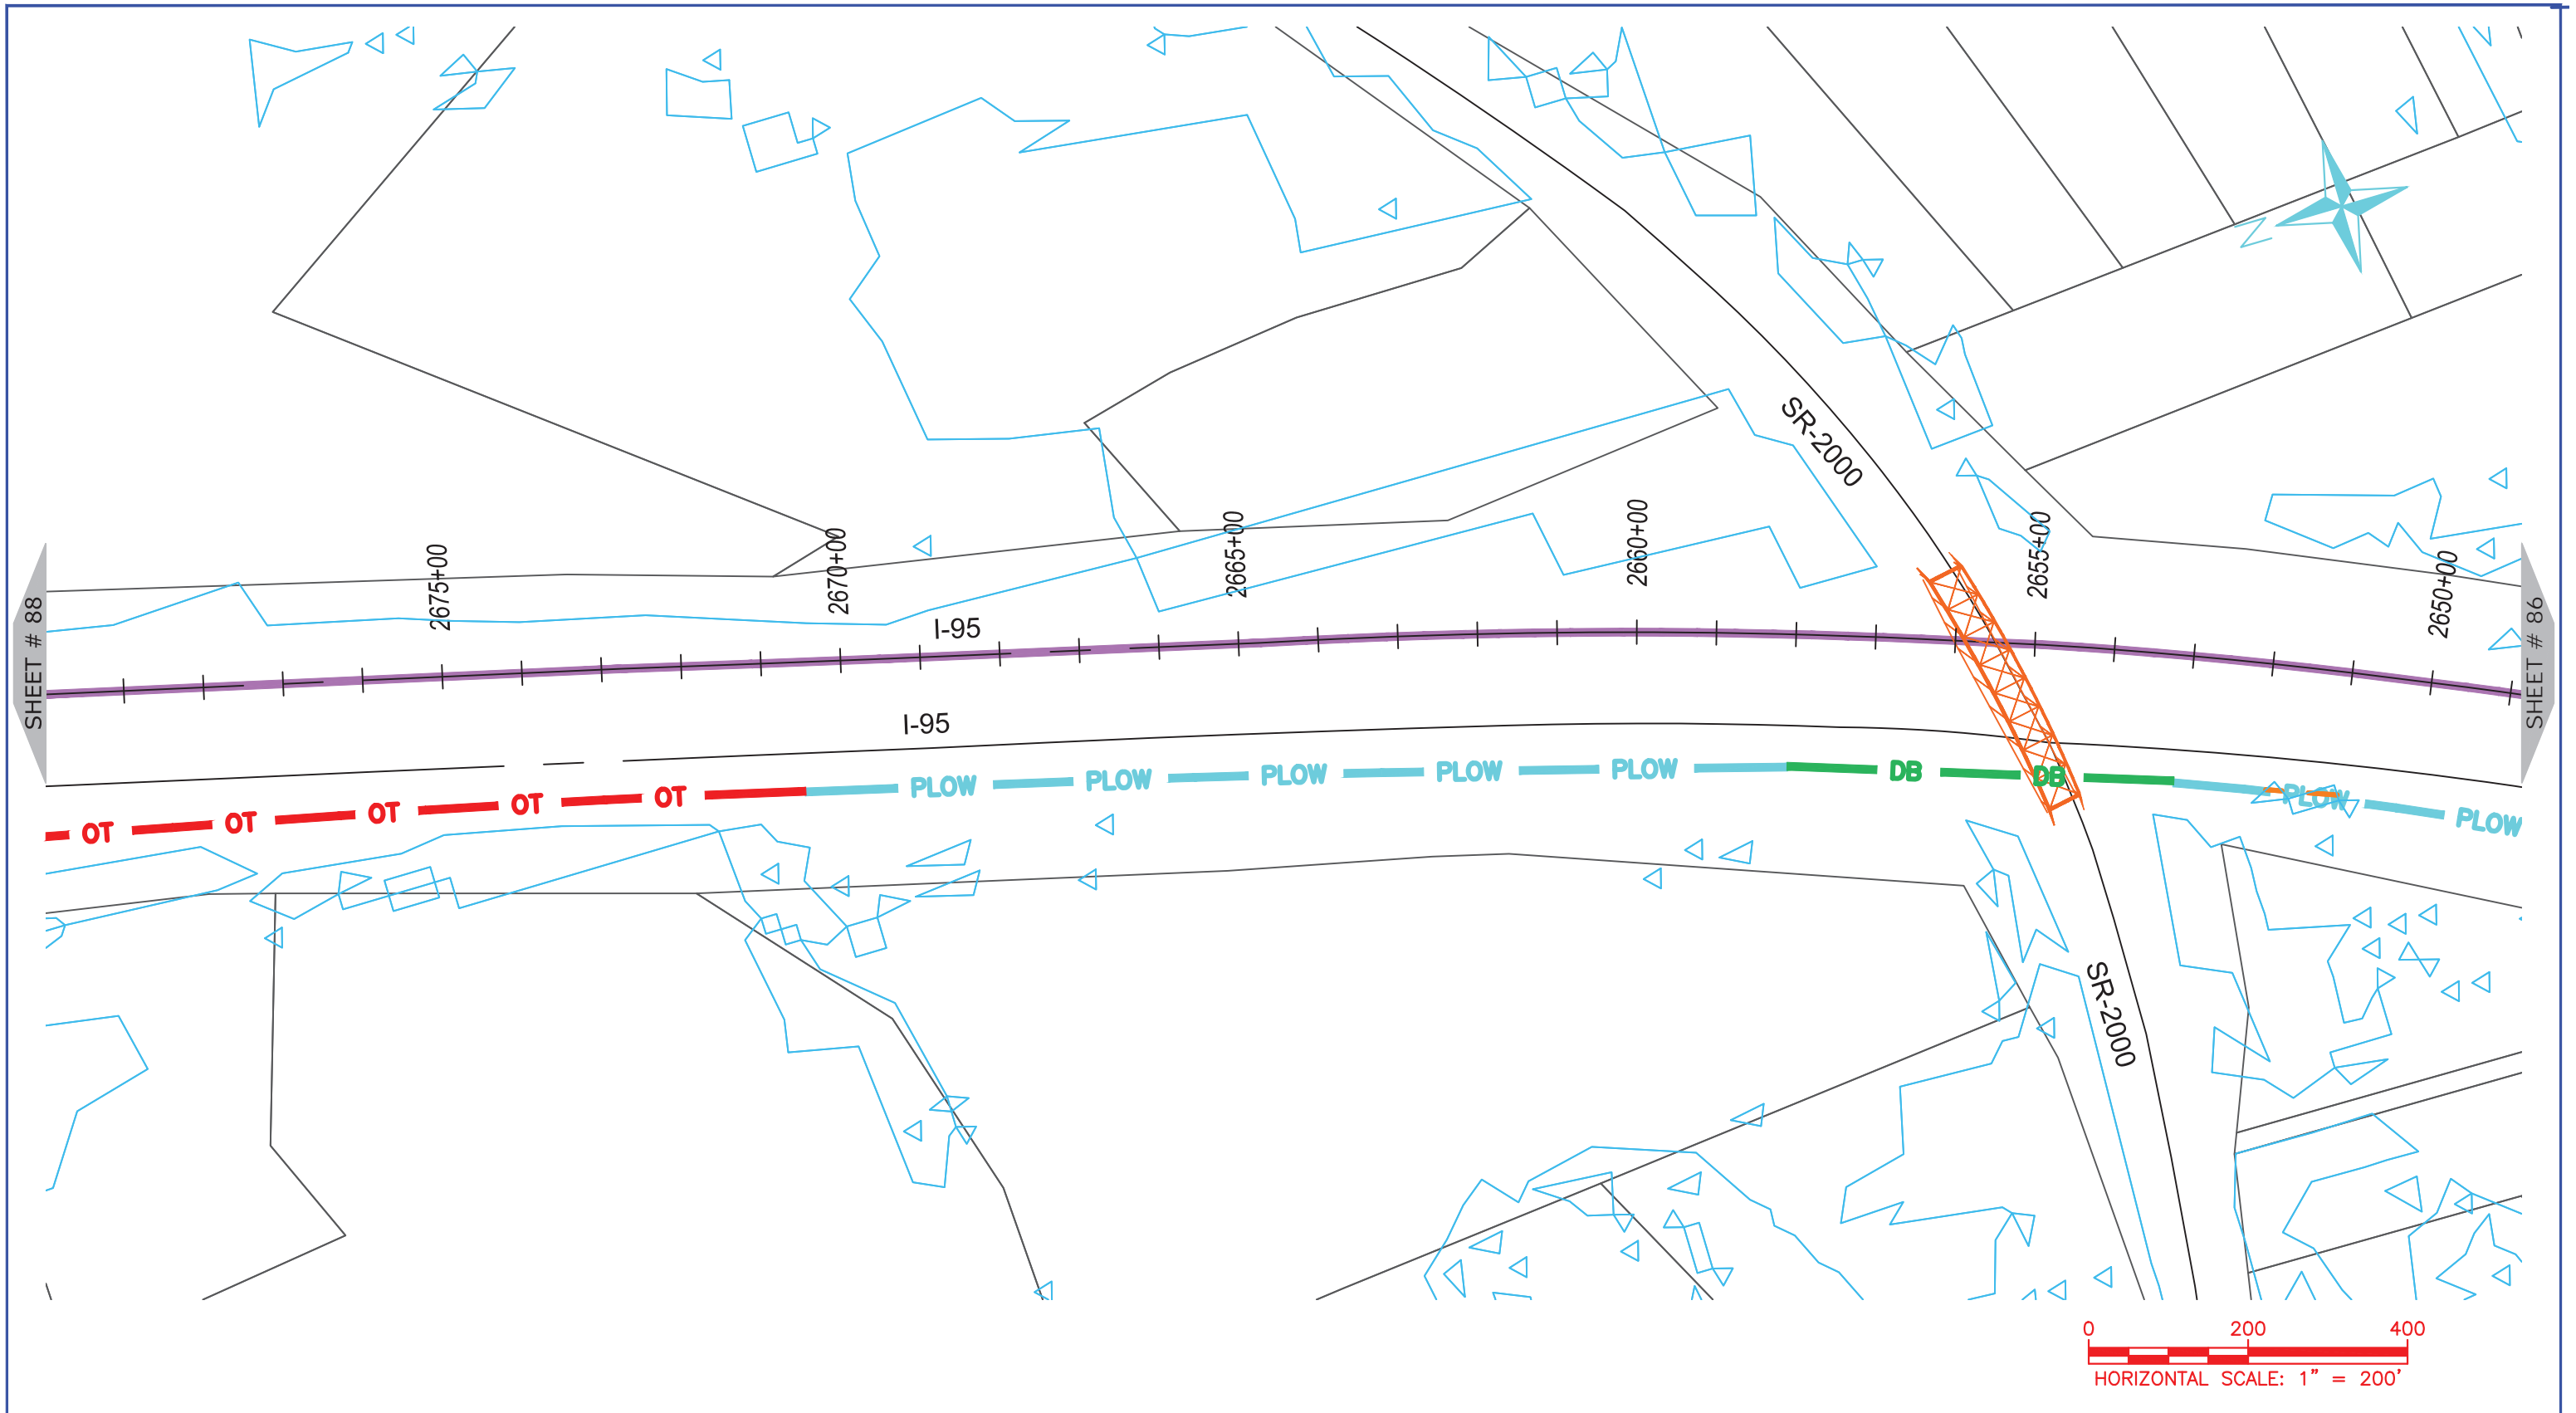 N
SR-2000
2675+00
2670+00
2665+00
2660+00
2655+00
2650+00
SHEET # 88
SHEET # 86
I-95
I-95
OT OT OT OT OT PLOW PLOW PLOW PLOW PLOW DB DB PLOW PLOW
SR-2000
0 200 400
HORIZONTAL SCALE: 1” = 200’